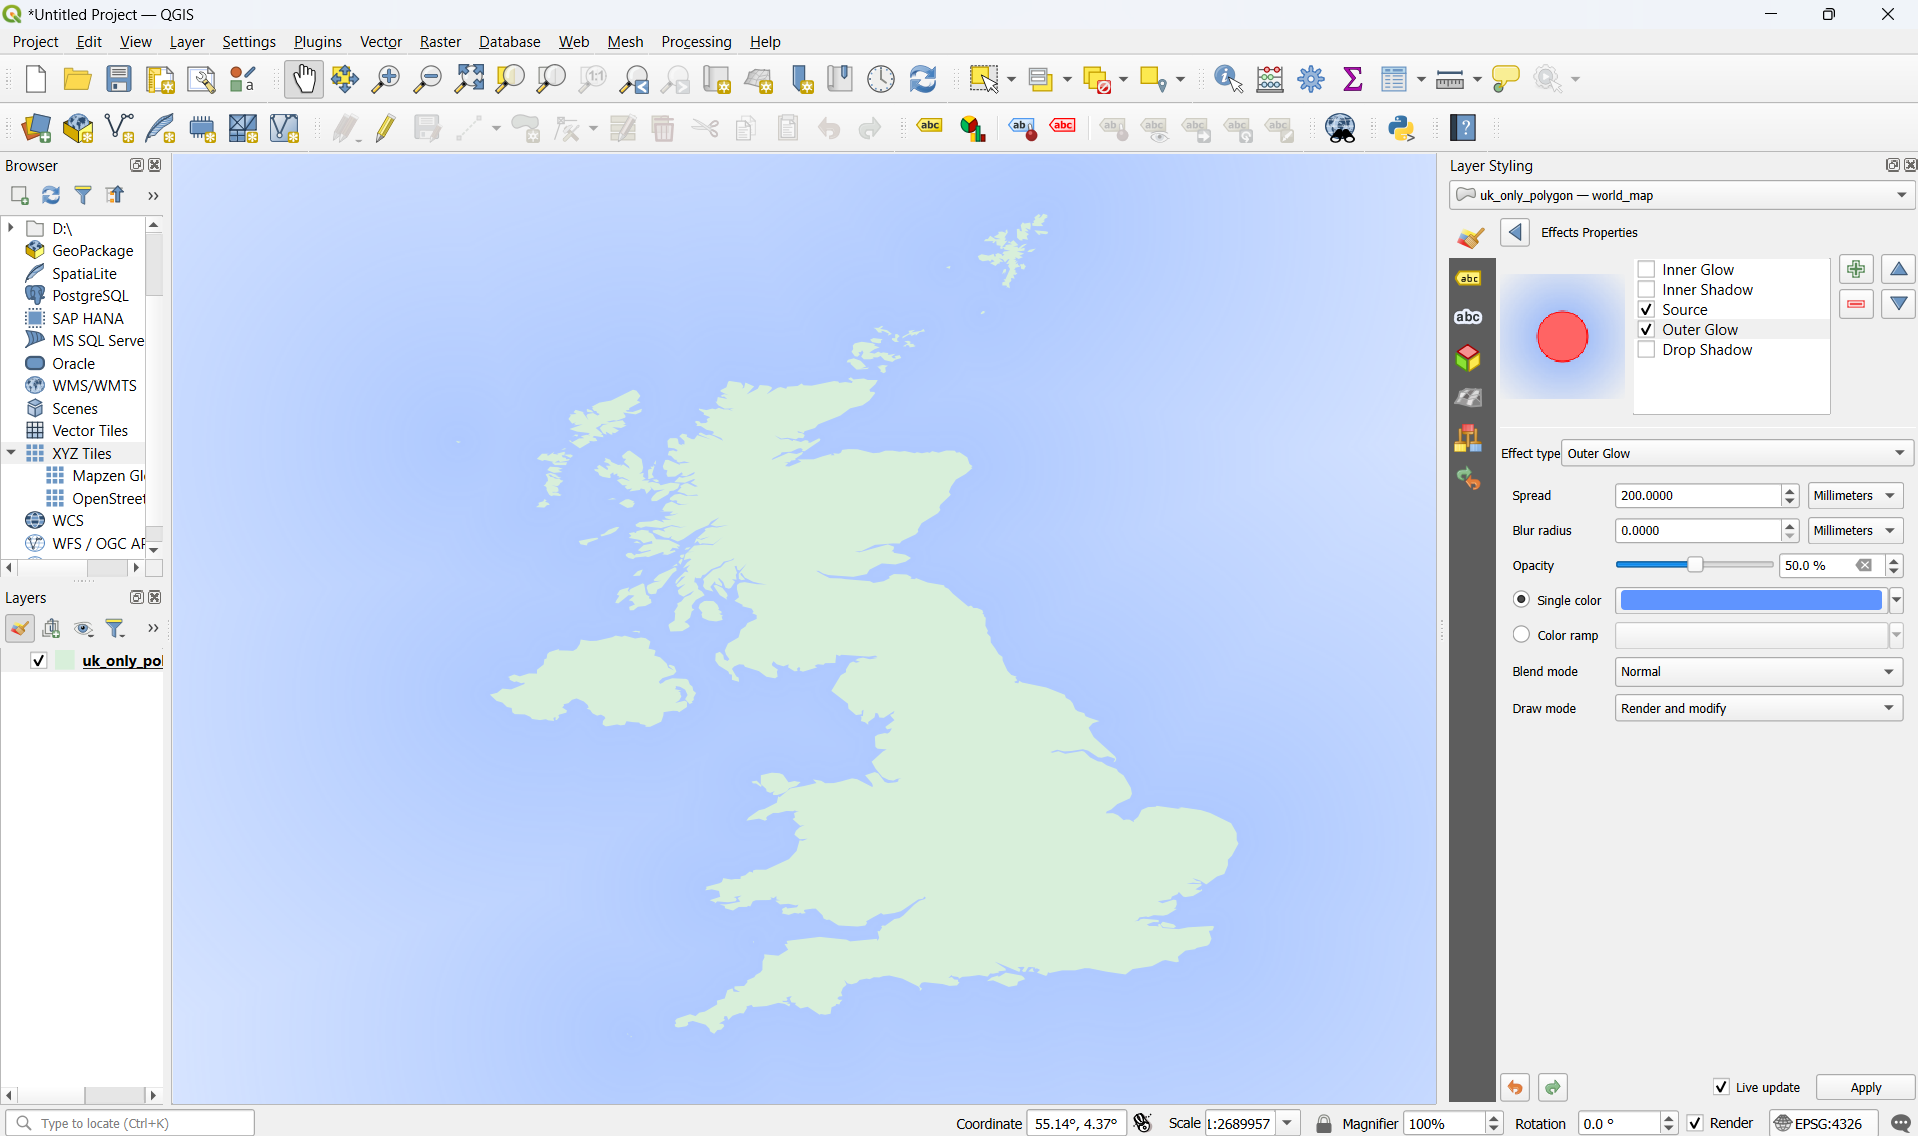 *Untitled Project — QGIS
Project Edit View Layer Settings Plugins Vector Raster Database Web Mesh Processing Help
Browser
D:\
GeoPackage
SpatiaLite
PostgreSQL
SAP HANA
MS SQL Serve
Oracle
WMS/WMTS
Scenes
Vector Tiles
XYZ Tiles
Mapzen Gl
OpenStreet
WCS
WFS / OGC AP
Layers
uk_only_pol
Layer Styling
uk_only_polygon — world_map
Effects Properties
Inner Glow
Inner Shadow
Source
Outer Glow
Drop Shadow
Effect type Outer Glow
Spread 200.0000 Millimeters
Blur radius 0.0000 Millimeters
Opacity 50.0 %
Single color
Color ramp
Blend mode Normal
Draw mode Render and modify
Live update Apply
Type to locate (Ctrl+K)
Coordinate 55.14°, 4.37° Scale 1:2689957 Magnifier 100% Rotation 0.0 ° Render EPSG:4326